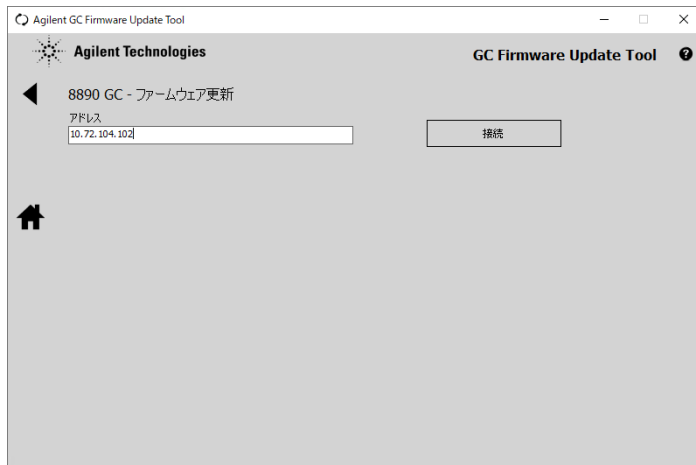 Agilent GC Firmware Update Tool
Agilent Technologies
GC Firmware Update Tool
8890 GC - ファームウェア更新
アドレス
10.72.104.102
接続